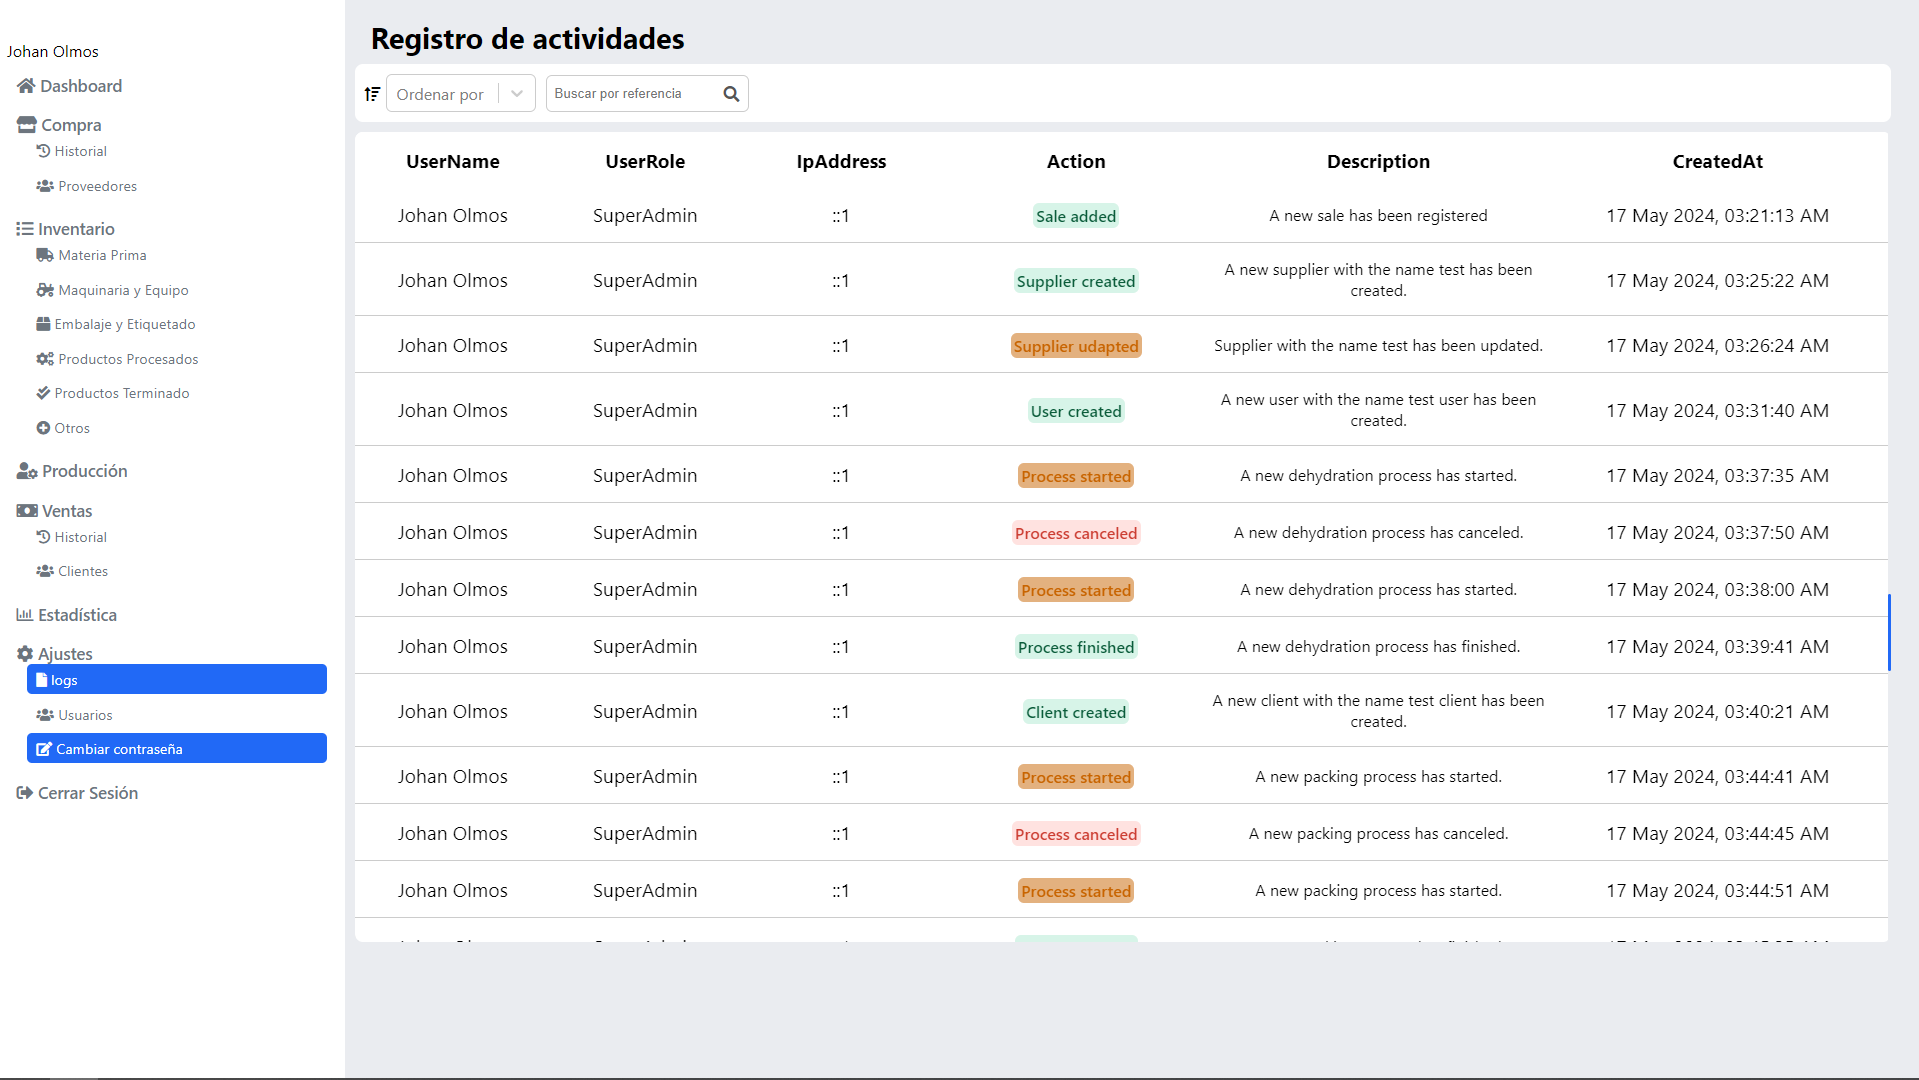 Johan Olmos
Dashboard
Compra
Historial
Proveedores
Inventario
Materia Prima
Maquinaria y Equipo
Embalaje y Etiquetado
Productos Procesados
Productos Terminado
Otros
Producción
Ventas
Historial
Clientes
Estadística
Ajustes
logs
Usuarios
Cambiar contraseña
Cerrar Sesión
Registro de actividades
Ordenar por
Buscar por referencia
UserName UserRole IpAddress Action Description CreatedAt
Johan Olmos SuperAdmin ::1 Sale added A new sale has been registered 17 May 2024, 03:21:13 AM
Johan Olmos SuperAdmin ::1 Supplier created A new supplier with the name test has been
created. 17 May 2024, 03:25:22 AM
Johan Olmos SuperAdmin ::1 Supplier udapted Supplier with the name test has been updated. 17 May 2024, 03:26:24 AM
Johan Olmos SuperAdmin ::1 User created A new user with the name test user has been
created. 17 May 2024, 03:31:40 AM
Johan Olmos SuperAdmin ::1 Process started A new dehydration process has started. 17 May 2024, 03:37:35 AM
Johan Olmos SuperAdmin ::1 Process canceled A new dehydration process has canceled. 17 May 2024, 03:37:50 AM
Johan Olmos SuperAdmin ::1 Process started A new dehydration process has started. 17 May 2024, 03:38:00 AM
Johan Olmos SuperAdmin ::1 Process finished A new dehydration process has finished. 17 May 2024, 03:39:41 AM
Johan Olmos SuperAdmin ::1 Client created A new client with the name test client has been
created. 17 May 2024, 03:40:21 AM
Johan Olmos SuperAdmin ::1 Process started A new packing process has started. 17 May 2024, 03:44:41 AM
Johan Olmos SuperAdmin ::1 Process canceled A new packing process has canceled. 17 May 2024, 03:44:45 AM
Johan Olmos SuperAdmin ::1 Process started A new packing process has started. 17 May 2024, 03:44:51 AM